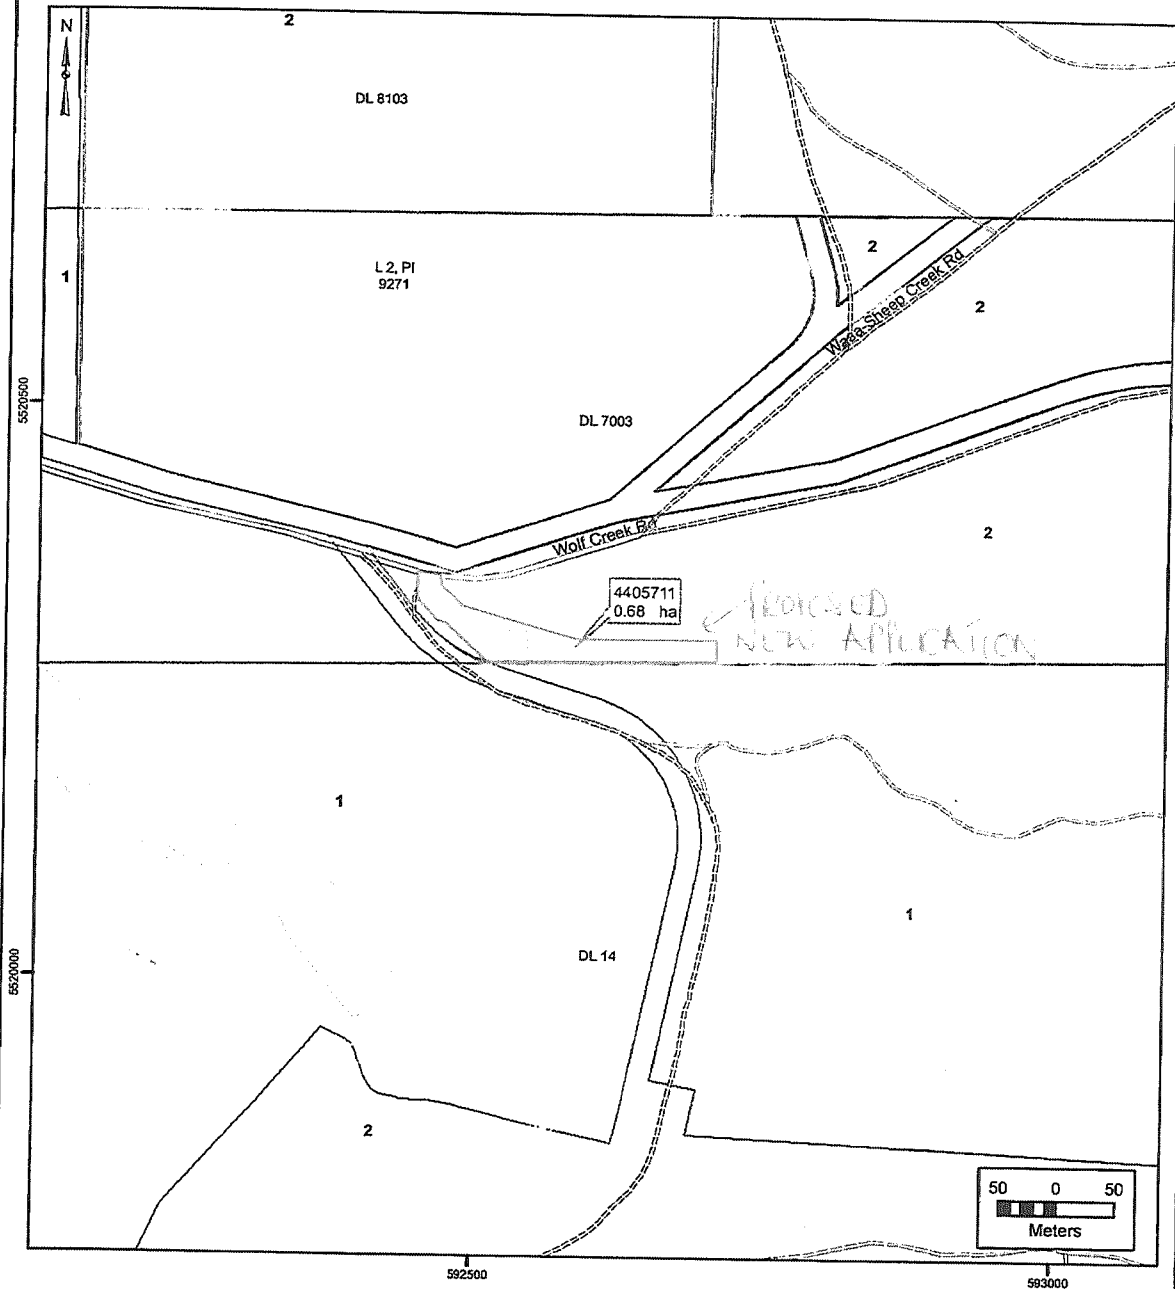 N
2
DL 8103
1
L 2, Pl
9271
2
Wasa-Sheep Creek Rd
2
5520500
DL 7003
Wolf Creek Rd
2
4405711
0.68 ha
PROPOSED
NEW APPLICATION
1
1
DL 14
5520000
2
50 0 50
Meters
592500
593000